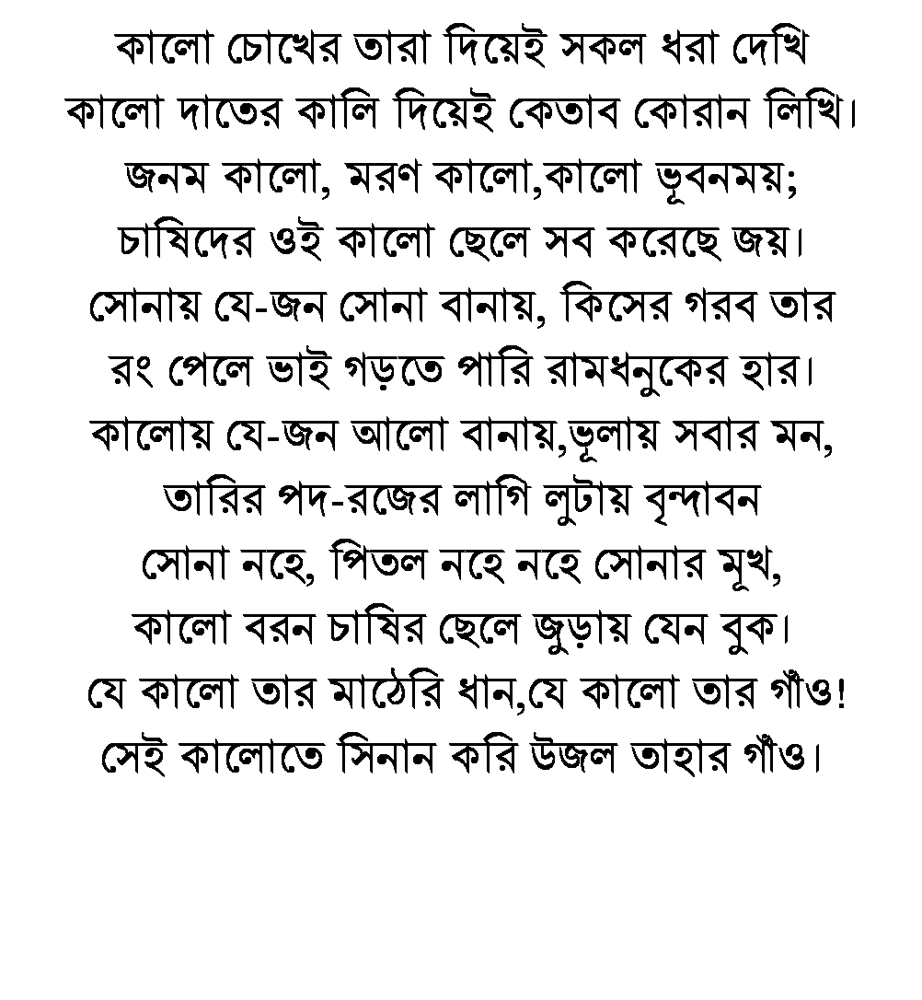 কালো চোখের তারা দিয়েই সকল ধরা দেখি
কালো দাতের কালি দিয়েই কেতাব কোরান লিখি।
জনম কালো, মরণ কালো,কালো ভূবনময়;
চাষিদের ওই কালো ছেলে সব করেছে জয়।
সোনায় যে-জন সোনা বানায়, কিসের গরব তার
রং পেলে ভাই গড়তে পারি রামধনুকের হার।
কালোয় যে-জন আলো বানায়,ভূলায় সবার মন,
তারির পদ-রজের লাগি লুটায় বৃন্দাবন
সোনা নহে, পিতল নহে নহে সোনার মূখ,
কালো বরন চাষির ছেলে জুড়ায় যেন বুক।
যে কালো তার মাঠেরি ধান,যে কালো তার গাঁও!
সেই কালোতে সিনান করি উজল তাহার গাঁও।